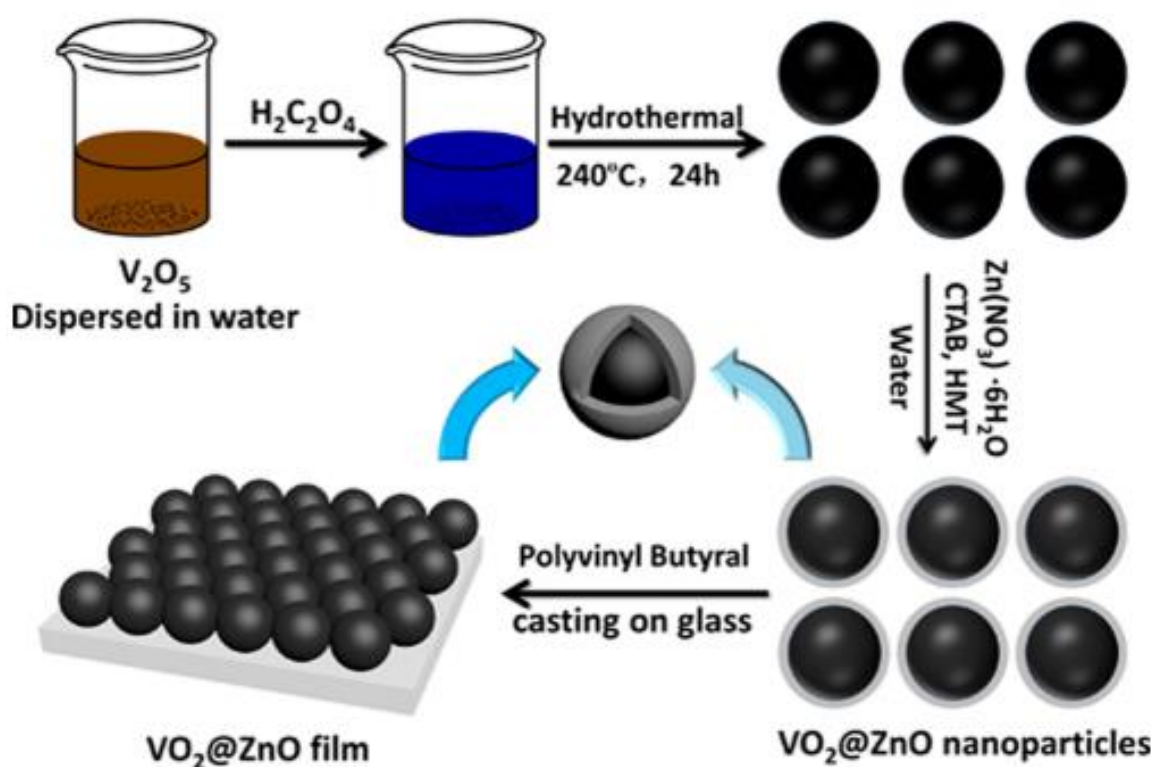 H₂C₂O₄
Hydrothermal
240°C, 24h
V₂O₅
Dispersed in water
Zn(NO₃)·6H₂O
CTAB, HMT
Water
Polyvinyl Butyral
casting on glass
VO₂@ZnO film
VO₂@ZnO nanoparticles